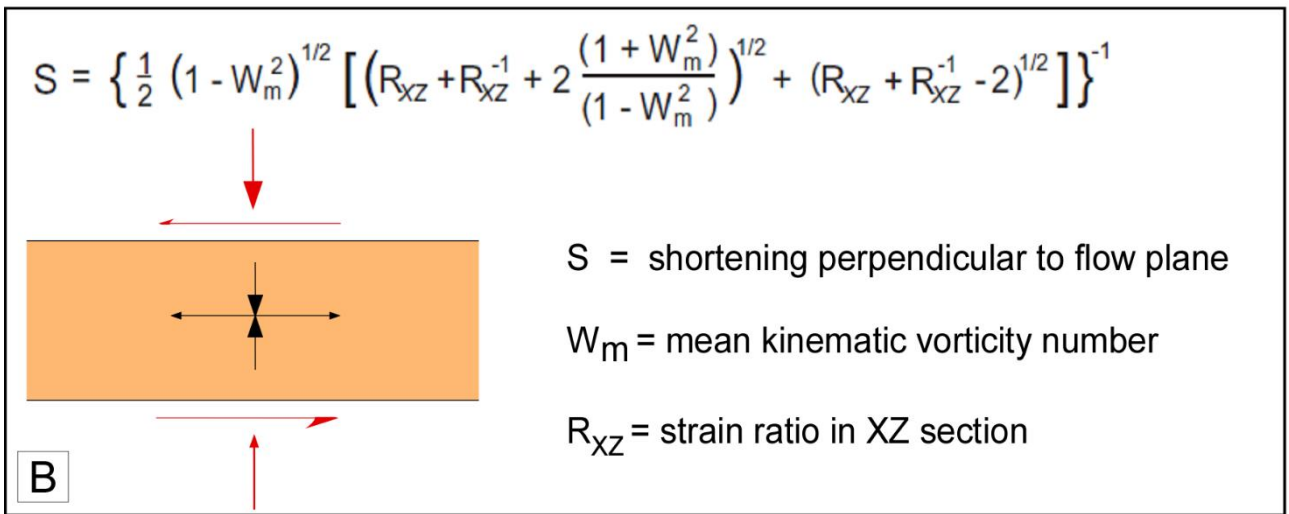 S = { 1/2 (1 - W_m^2)^1/2 [ (R_XZ + R_XZ^-1 + 2 (1 + W_m^2)/(1 - W_m^2))^1/2 + (R_XZ + R_XZ^-1 - 2)^1/2 ] }^-1
S = shortening perpendicular to flow plane
W_m = mean kinematic vorticity number
R_XZ = strain ratio in XZ section
B